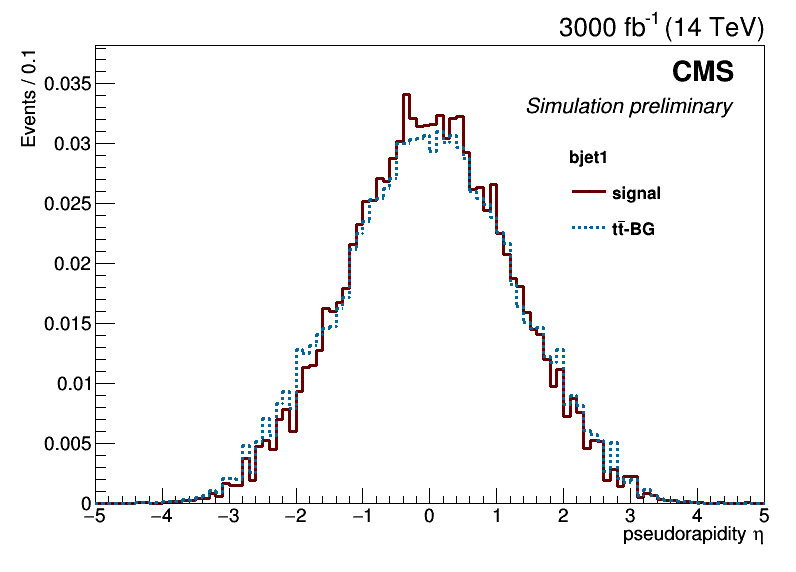 3000 fb⁻¹ (14 TeV)
Events / 0.1
CMS
Simulation preliminary
bjet1
signal
tt̄-BG
0.035
0.03
0.025
0.02
0.015
0.01
0.005
0
−5 −4 −3 −2 −1 0 1 2 3 4 5
pseudorapidity η